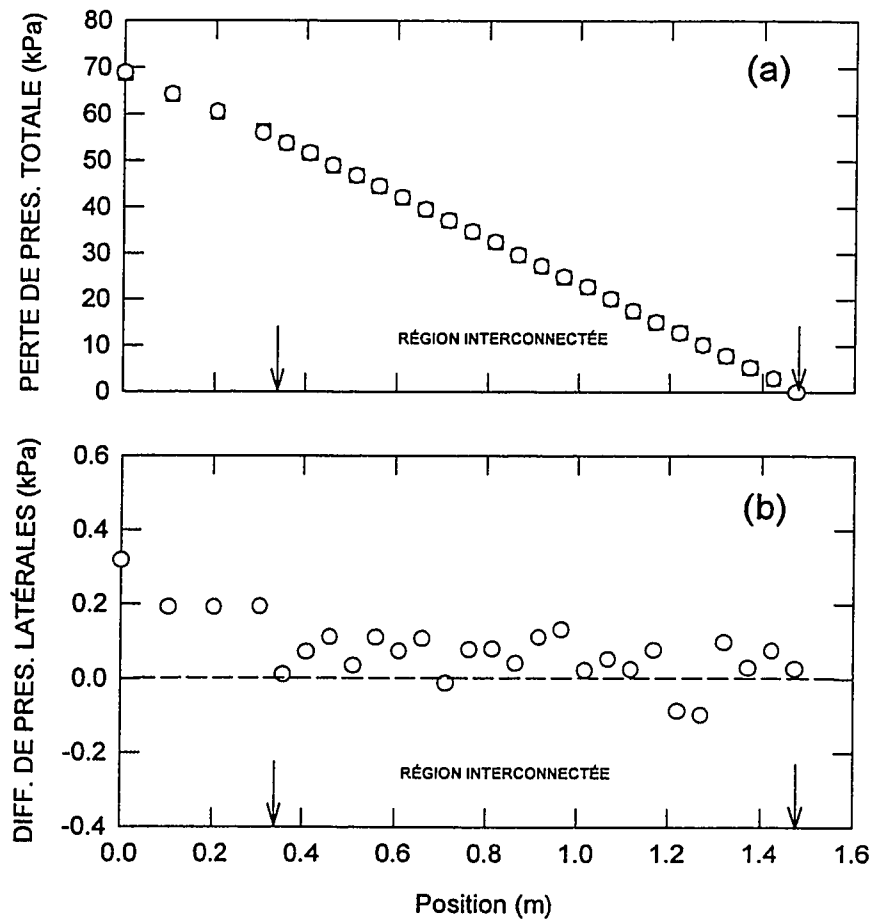 80
70
60
50
40
30
20
10
0
PERTE DE PRES. TOTALE (kPa)
(a)
RÉGION INTERCONNECTÉE
0.6
0.4
0.2
0.0
-0.2
-0.4
DIFF. DE PRES. LATÉRALES (kPa)
(b)
RÉGION INTERCONNECTÉE
0.0 0.2 0.4 0.6 0.8 1.0 1.2 1.4 1.6
Position (m)